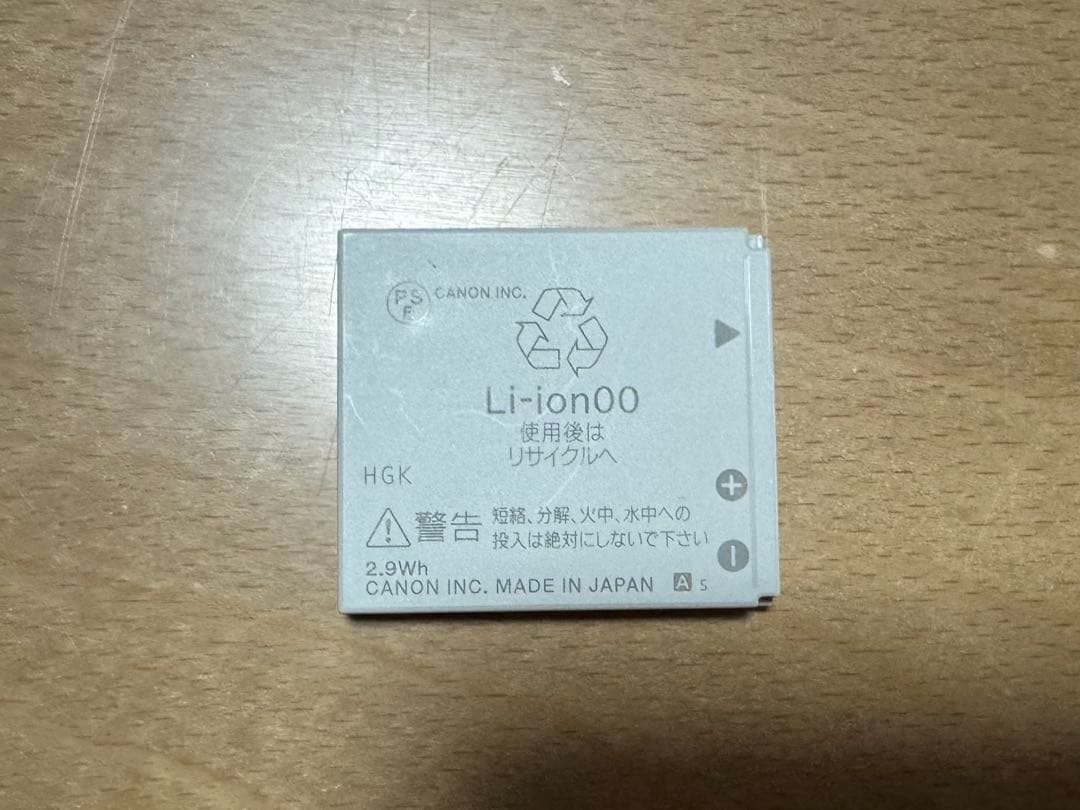 PS
E
CANON INC.
Li-ion00
使用後は
リサイクルへ
HGK
警告
短絡、分解、火中、水中への
投入は絶対にしないで下さい
2.9Wh
CANON INC. MADE IN JAPAN A 5